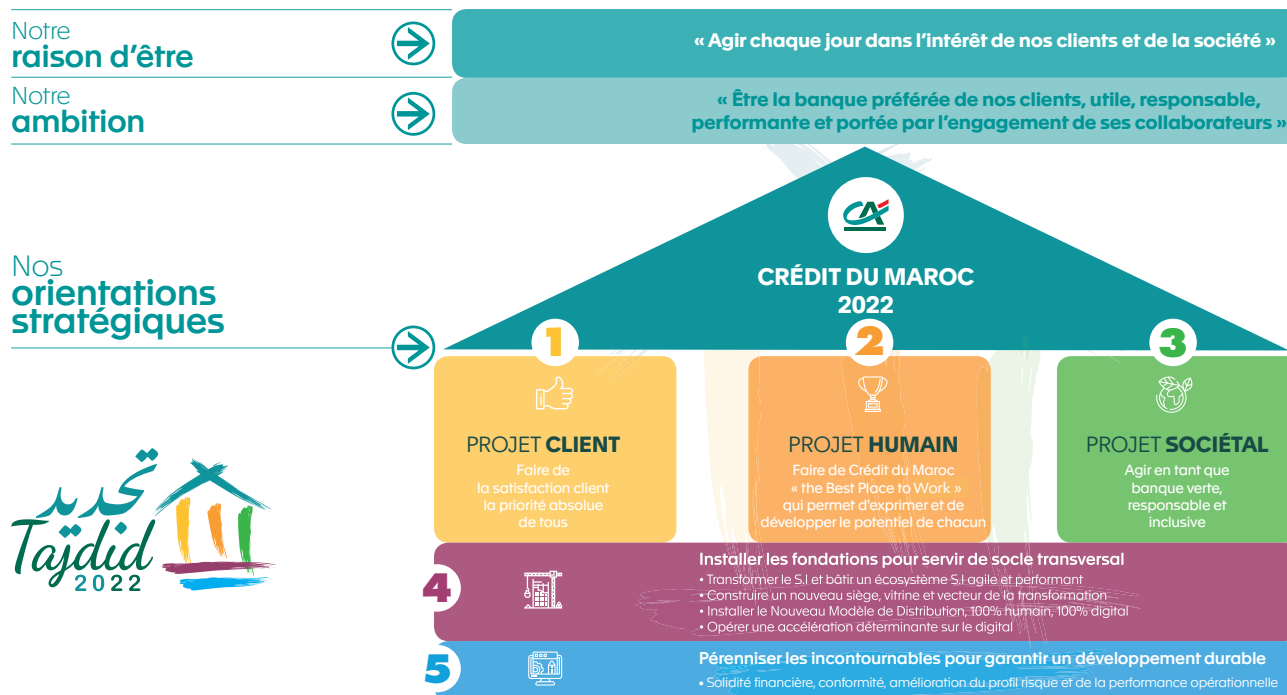 Notre
raison d'être
« Agir chaque jour dans l'intérêt de nos clients et de la société »
Notre
ambition
« Être la banque préférée de nos clients, utile, responsable,
performante et portée par l'engagement de ses collaborateurs »
CA
CRÉDIT DU MAROC
2022
Nos
orientations
stratégiques
1
PROJET CLIENT
Faire de
la satisfaction client
la priorité absolue
de tous
2
PROJET HUMAIN
Faire de Crédit du Maroc
« the Best Place to Work »
qui permet d'exprimer et de
développer le potentiel de chacun
3
PROJET SOCIÉTAL
Agir en tant que
banque verte,
responsable et
inclusive
تجديد
Tajdid
2022
4
Installer les fondations pour servir de socle transversal
• Transformer le S.I et bâtir un écosystème S.I agile et performant
• Construire un nouveau siège, vitrine et vecteur de la transformation
• Installer le Nouveau Modèle de Distribution, 100% humain, 100% digital
• Opérer une accélération déterminante sur le digital
5
Pérenniser les incontournables pour garantir un développement durable
• Solidité financière, conformité, amélioration du profil risque et de la performance opérationnelle